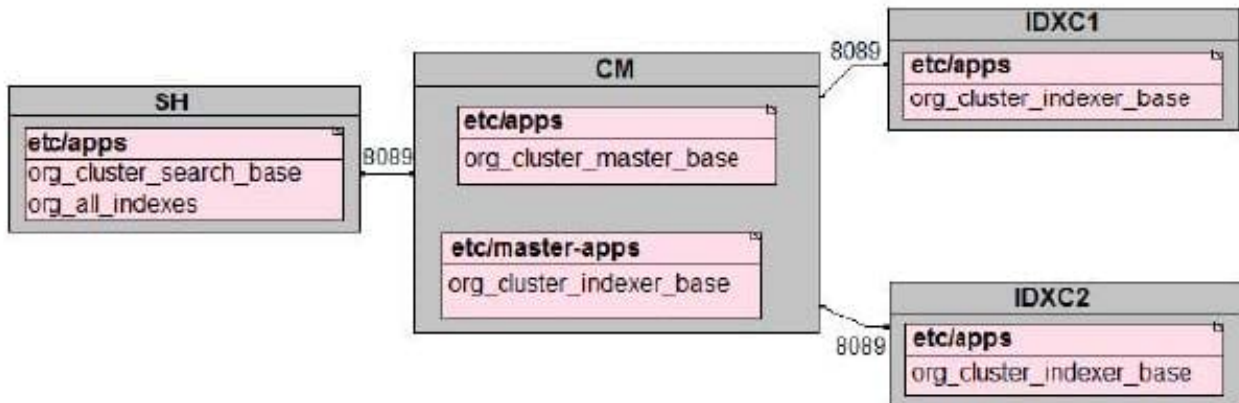 SH
etc/apps
org_cluster_search_base
org_all_indexes
8089
CM
etc/apps
org_cluster_master_base
etc/master-apps
org_cluster_indexer_base
8089
IDXC1
etc/apps
org_cluster_indexer_base
8089
IDXC2
etc/apps
org_cluster_indexer_base